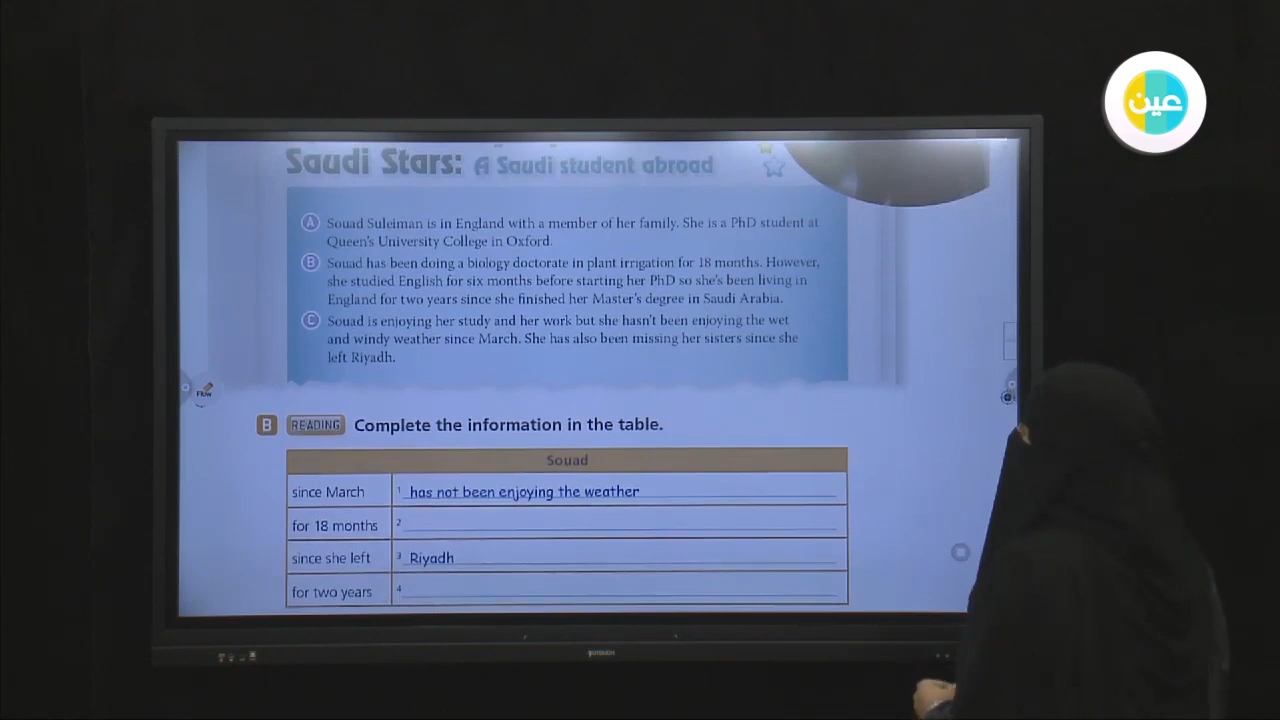 عين
Saudi Stars: A Saudi student abroad
A Souad Suleiman is in England with a member of her family. She is a PhD student at
Queen's University College in Oxford.
B Souad has been doing a biology doctorate in plant irrigation for 18 months. However,
she studied English for six months before starting her PhD so she's been living in
England for two years since she finished her Master's degree in Saudi Arabia.
C Souad is enjoying her study and her work but she hasn't been enjoying the wet
and windy weather since March. She has also been missing her sisters since she
left Riyadh.
Flow
B READING Complete the information in the table.
Souad
since March 1 has not been enjoying the weather
for 18 months 2
since she left 3 Riyadh
for two years 4